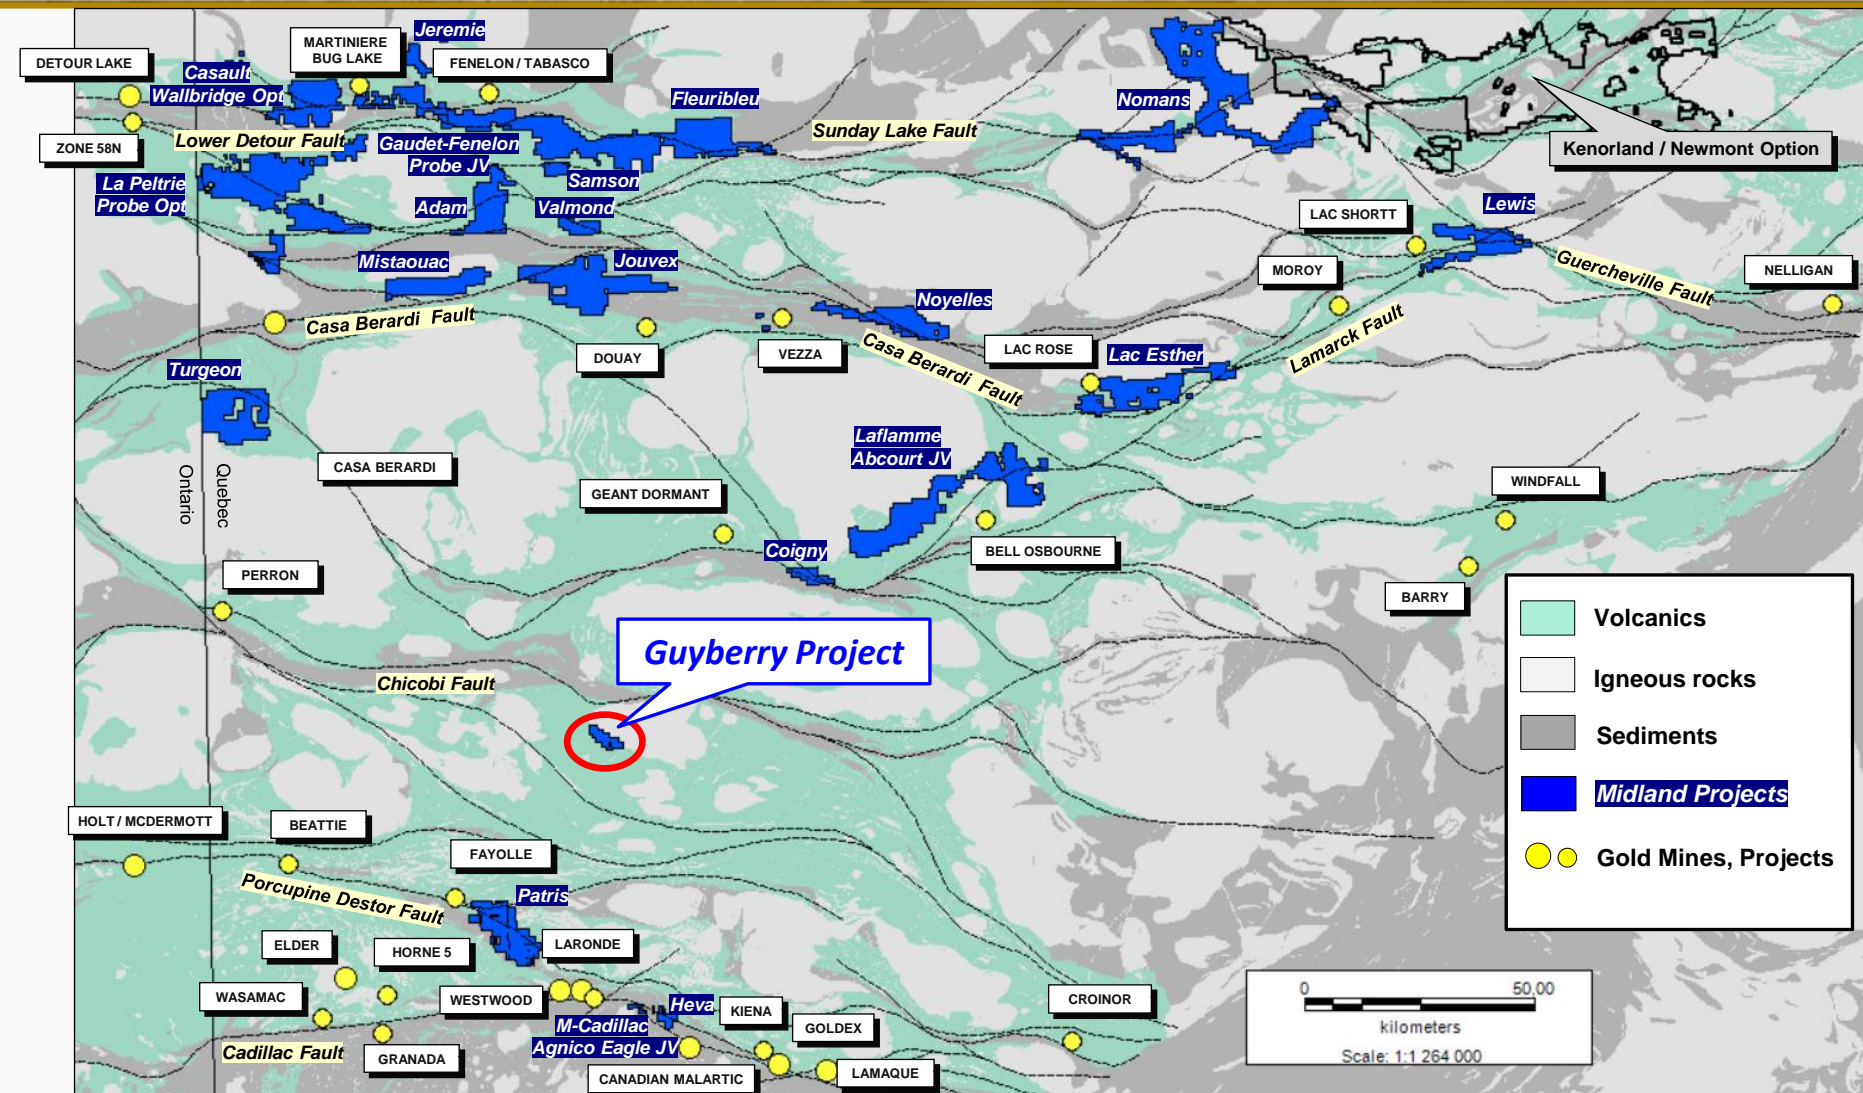 Jeremie
MARTINIERE
BUG LAKE
DETOUR LAKE
FENELON / TABASCO
Casault
Wallbridge Opt
Fleuribleu
Nomans
Lower Detour Fault
Gaudet-Fenelon
Probe JV
Sunday Lake Fault
ZONE 58N
Kenorland / Newmont Option
La Peltrie
Probe Opt
Samson
Adam
Valmond
Lewis
LAC SHORTT
Mistaouac
Jouvex
MOROY
Guercheville Fault
NELLIGAN
Noyelles
Casa Berardi Fault
DOUAY
VEZZA
Casa Berardi Fault
LAC ROSE
Lac Esther
Lamarck Fault
Turgeon
Laflamme
Abcourt JV
CASA BERARDI
Ontario
Quebec
GEANT DORMANT
WINDFALL
Coigny
BELL OSBOURNE
PERRON
BARRY
Guyberry Project
Chicobi Fault
Volcanics
Igneous rocks
Sediments
Midland Projects
Gold Mines, Projects
HOLT / MCDERMOTT
BEATTIE
FAYOLLE
Porcupine Destor Fault
Patris
ELDER
HORNE 5
LARONDE
WASAMAC
WESTWOOD
Heva
KIENA
CROINOR
M-Cadillac
Agnico Eagle JV
GOLDEX
Cadillac Fault
GRANADA
CANADIAN MALARTIC
LAMAQUE
0 50,00
kilometers
Scale: 1:1 264 000